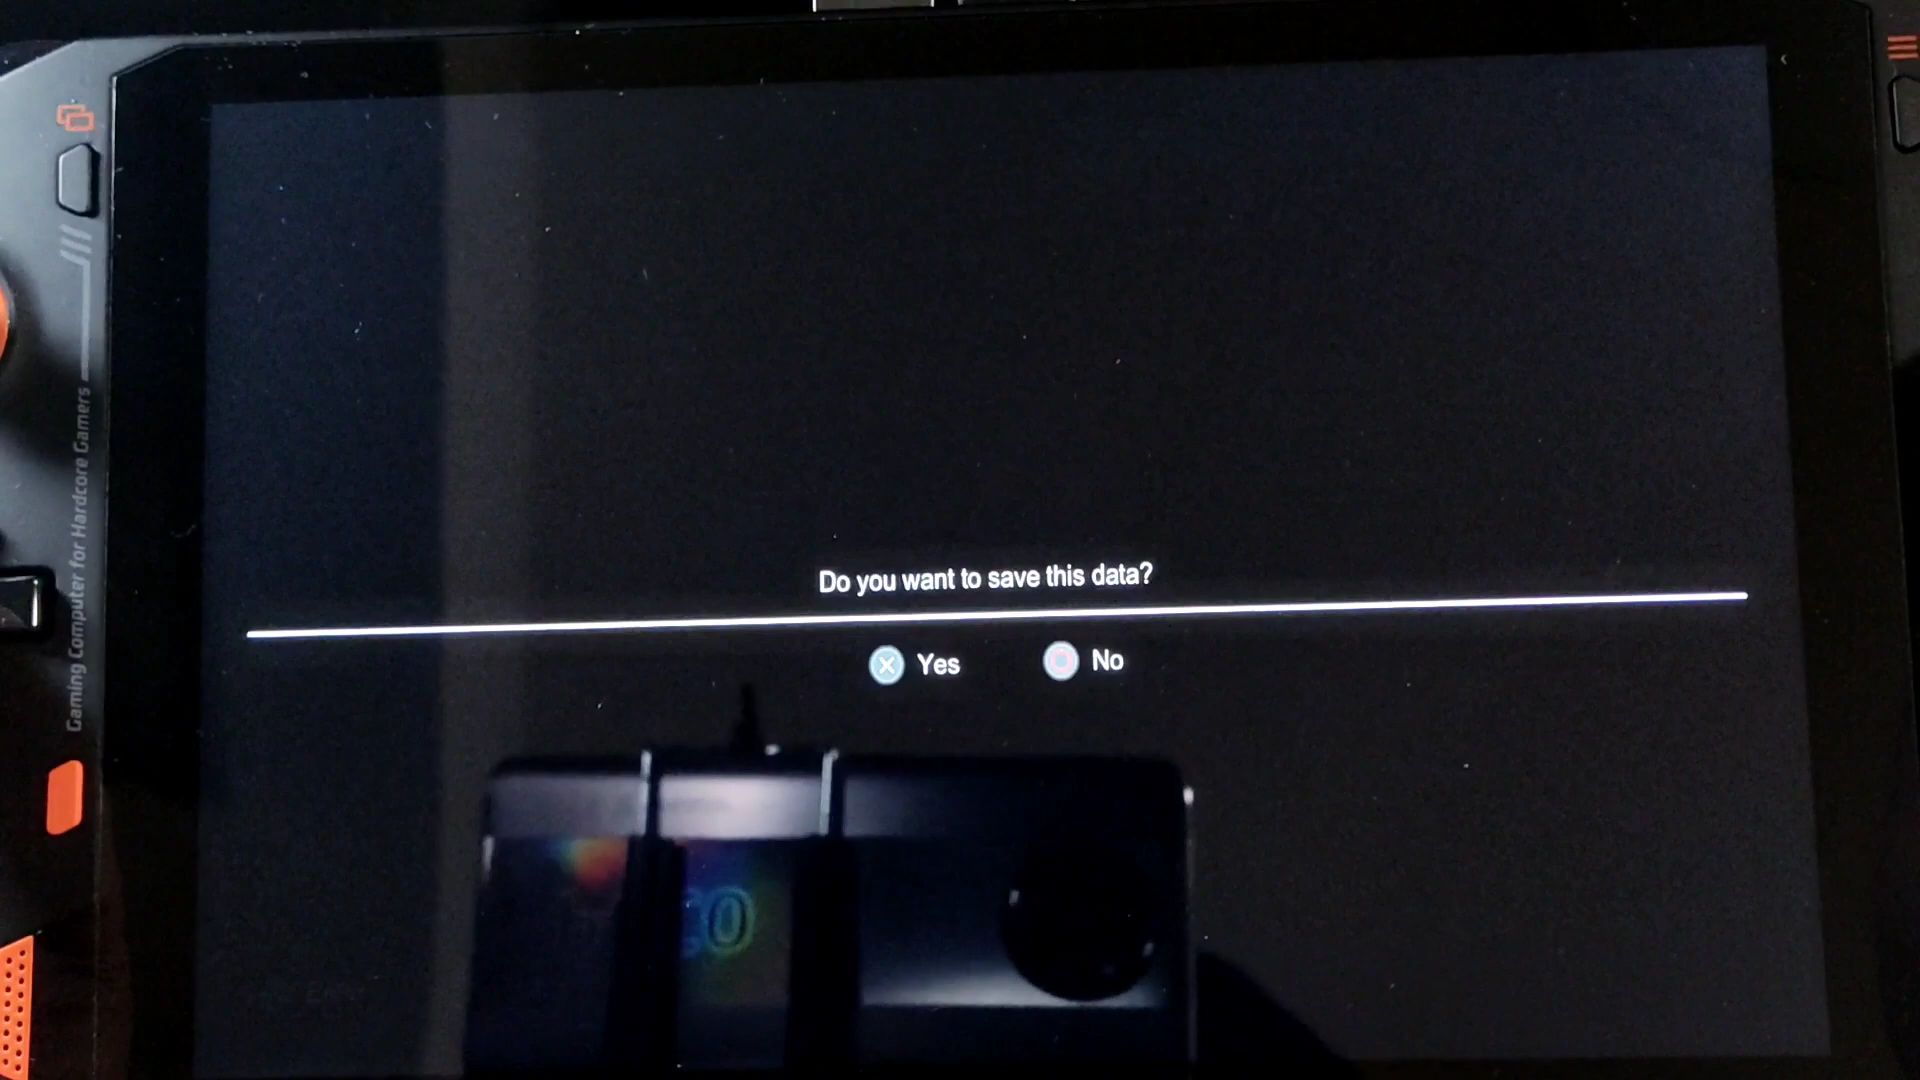 Do you want to save this data?
Yes No
Gaming Computer for Hardcore Gamers